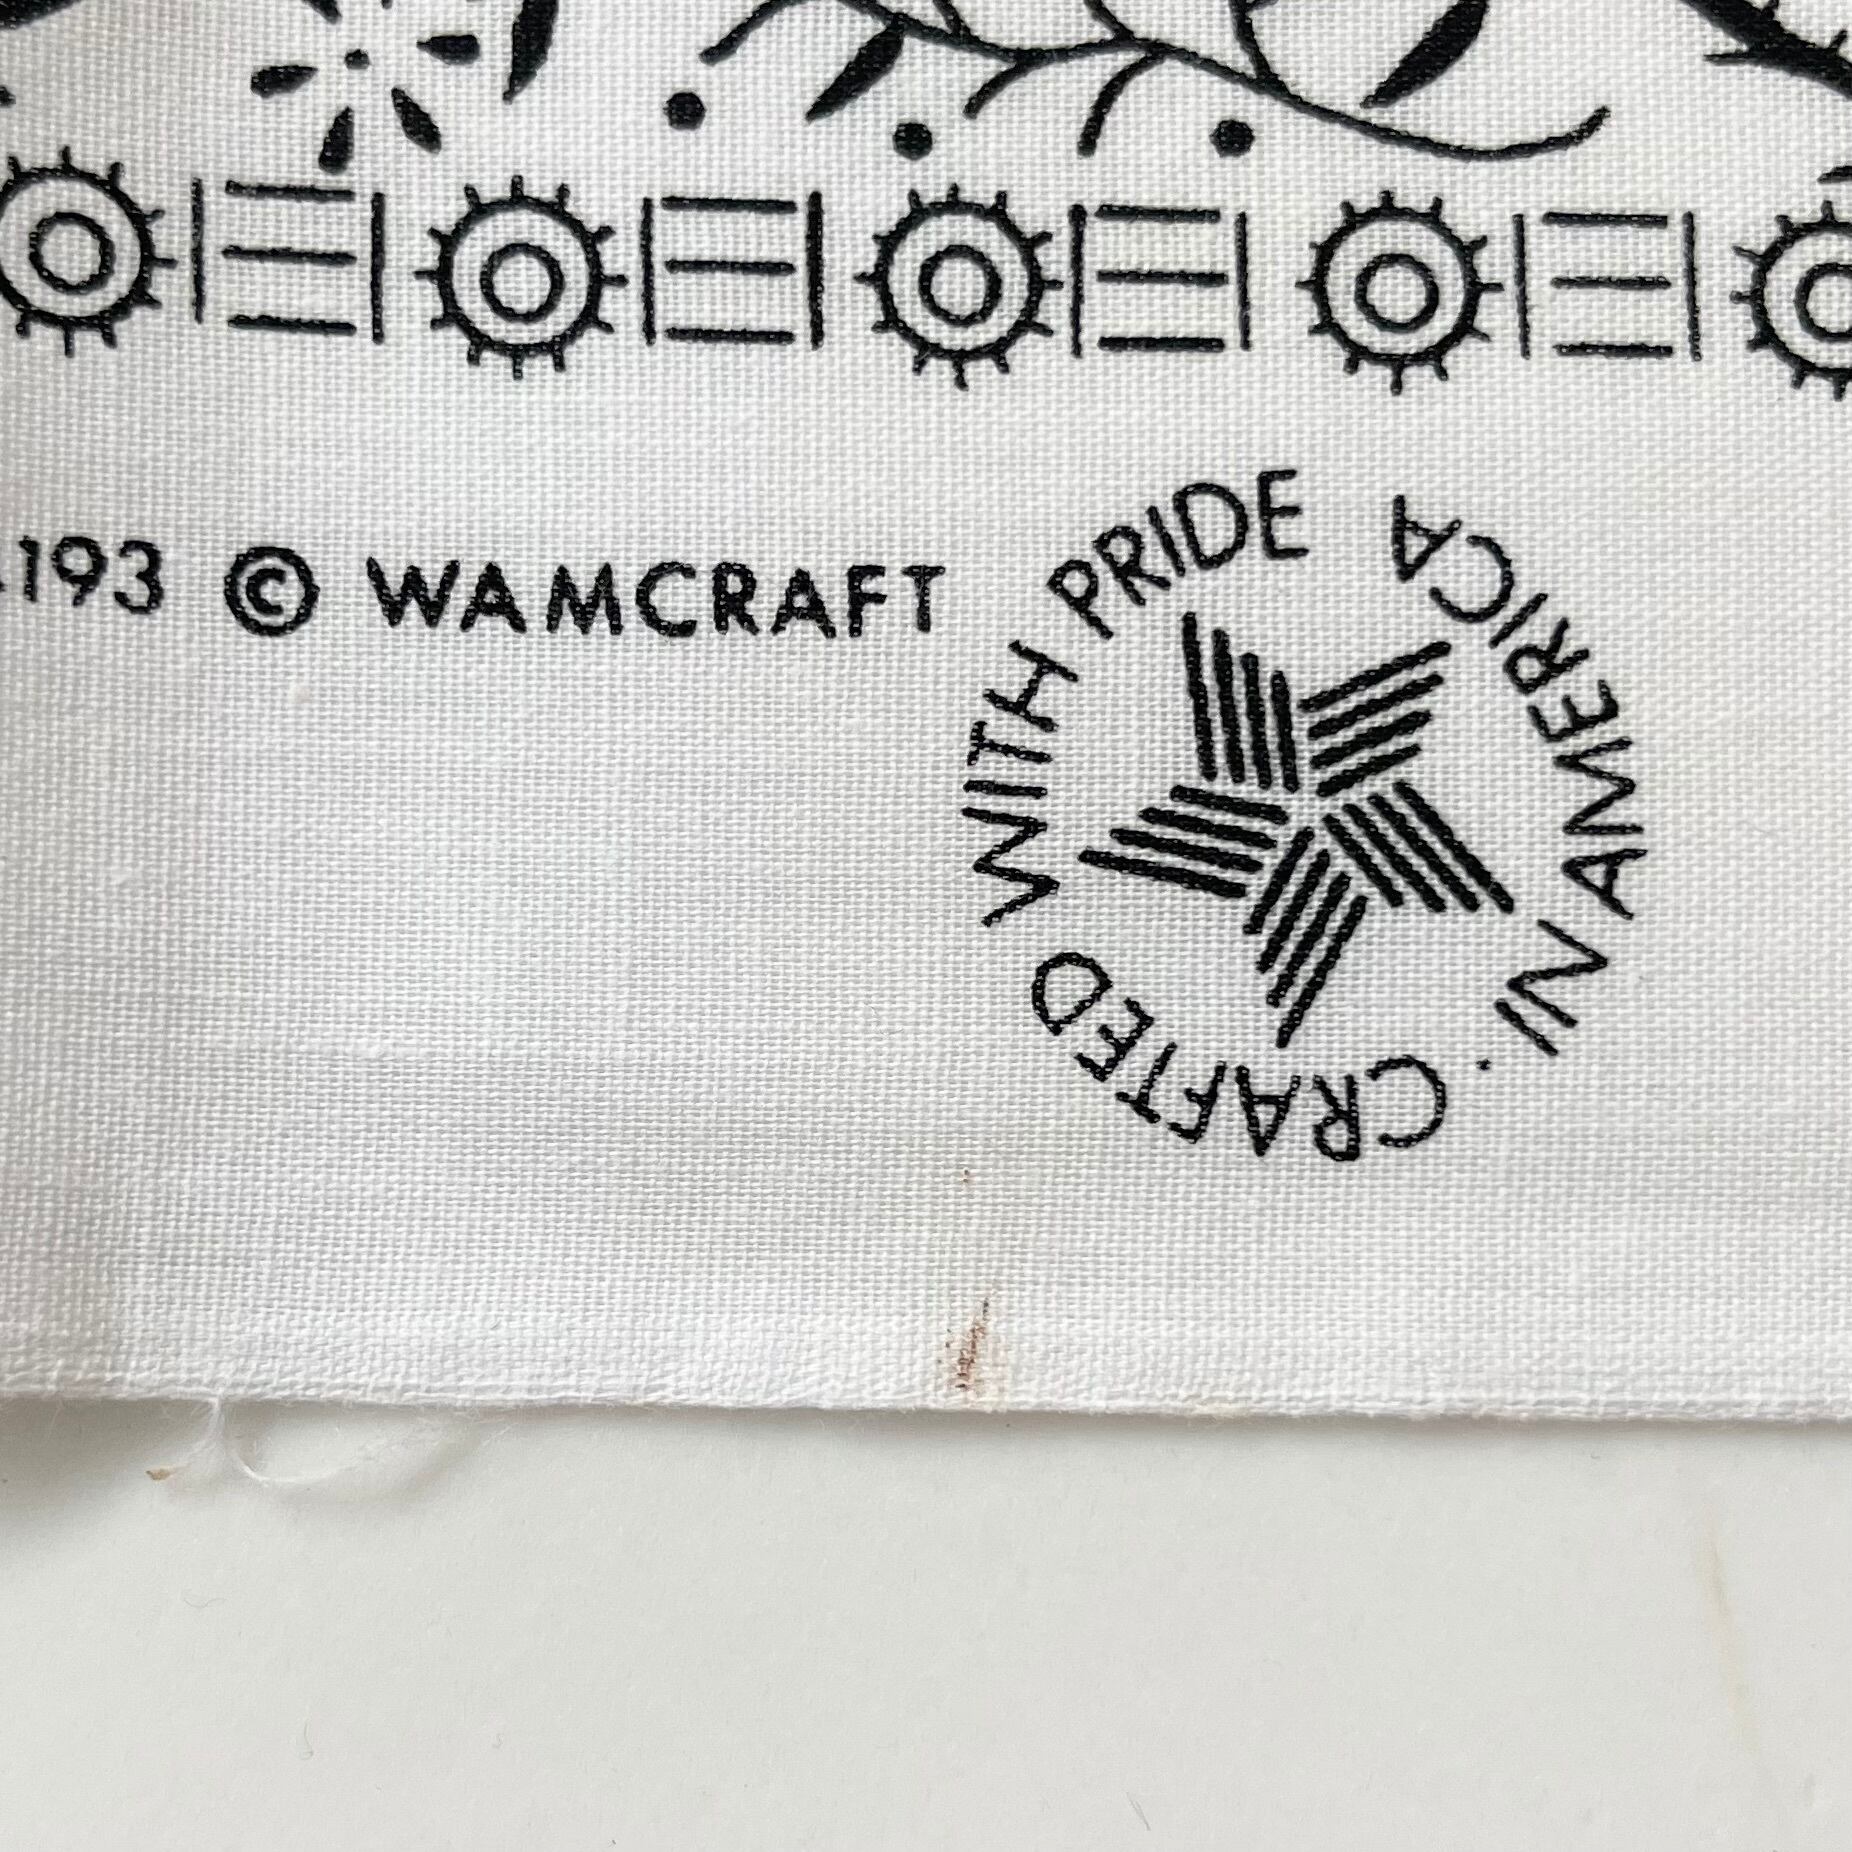 193 © WAMCRAFT
CRAFTED WITH PRIDE IN AMERICA